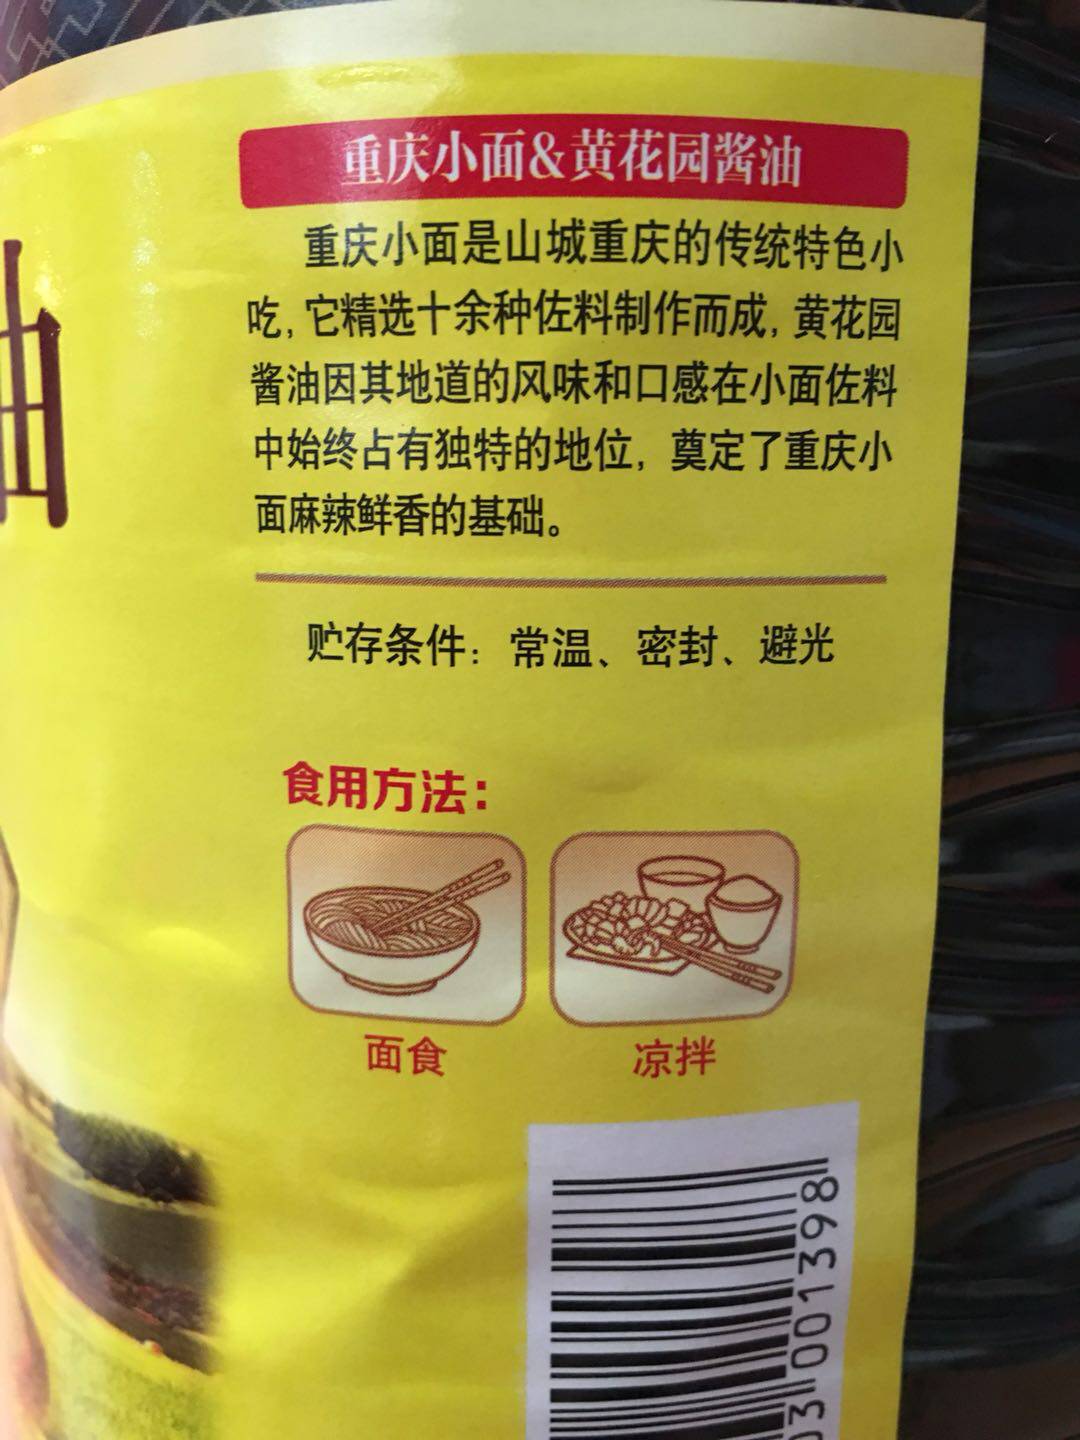 油
重庆小面&黄花园酱油
重庆小面是山城重庆的传统特色小
吃,它精选十余种佐料制作而成,黄花园
酱油因其地道的风味和口感在小面佐料
中始终占有独特的地位,奠定了重庆小
面麻辣鲜香的基础。
贮存条件：常温、密封、避光
食用方法：
面食 凉拌
3001398